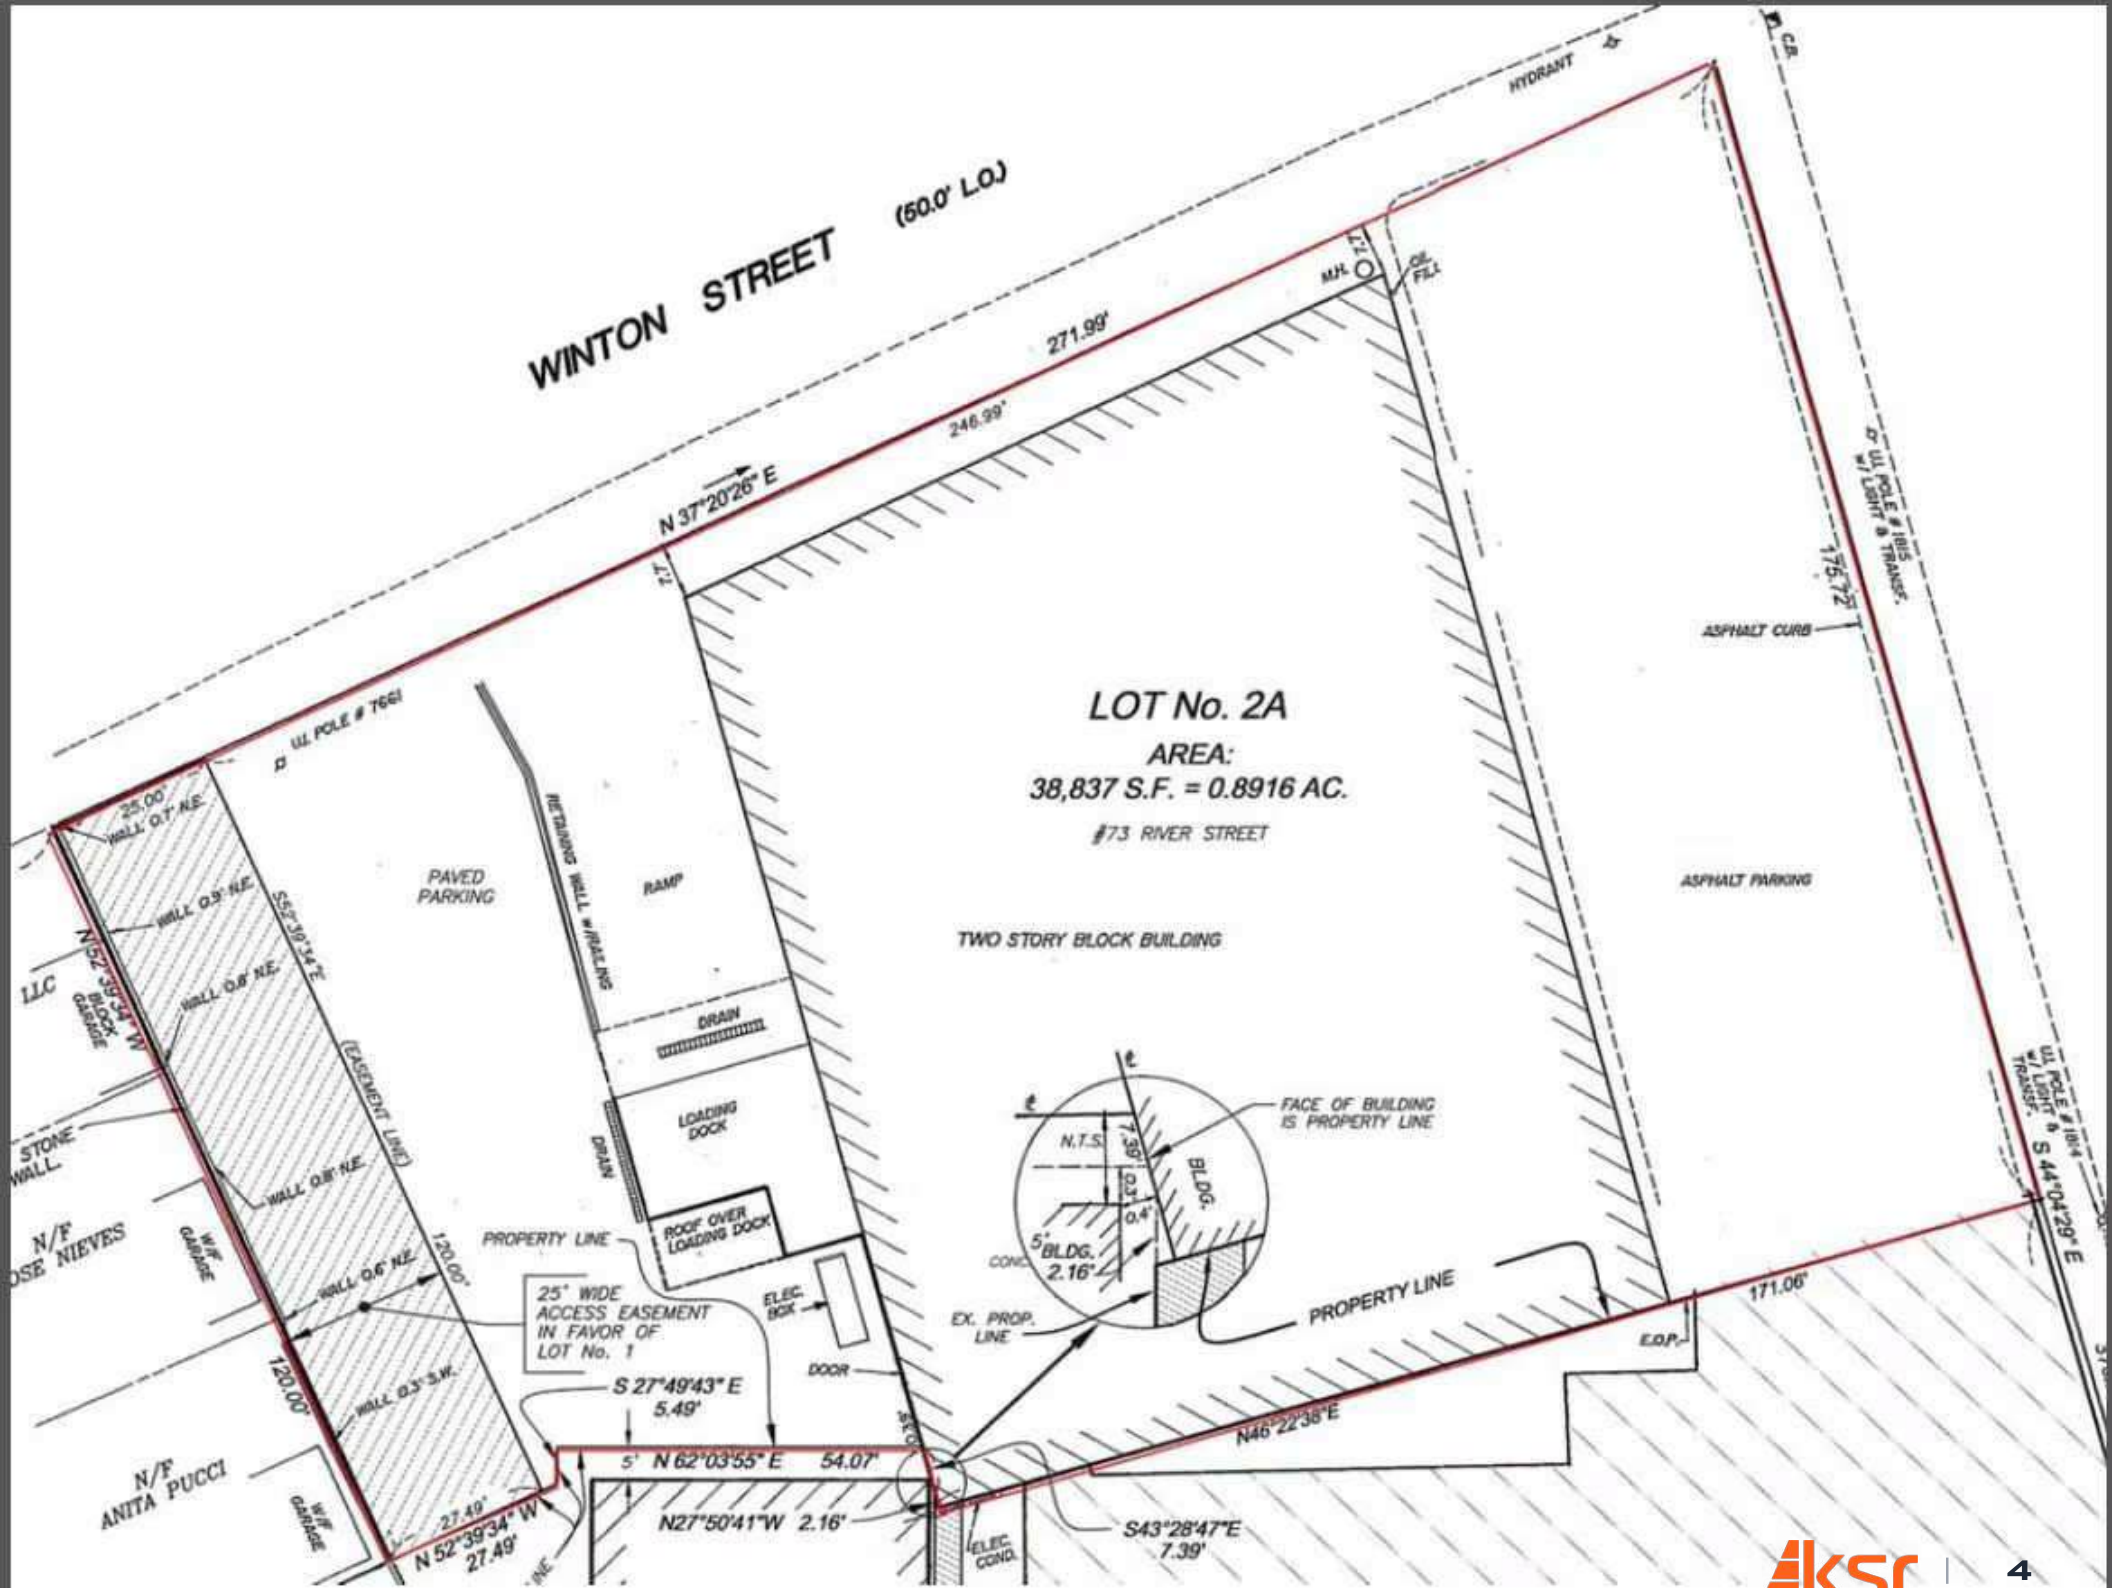 C.B.
HYDRANT
WINTON STREET (50.0' L.O.)
7.7'
M.H.
OIL
FILL
271.99'
246.99'
N 37°20'26" E
7.7'
U.I. POLE # 1815
W/ LIGHT & TRANSF.
175.72'
ASPHALT CURB
U.I. POLE # 7661
LOT No. 2A
AREA:
38,837 S.F. = 0.8916 AC.
#73 RIVER STREET
25.00'
WALL 0.7' N.E.
RETAINING WALL W/RAILING
PAVED
PARKING
RAMP
ASPHALT PARKING
WALL 0.9' N.E.
S52°39'34"E
TWO STORY BLOCK BUILDING
LLC
N 52°39'34" W
BLOCK
GARAGE
WALL 0.8' N.E.
DRAIN
(EASEMENT LINE)
U.I. POLE # 1814
W/ LIGHT &
TRANSF.
S 44°04'29" E
LOADING
DOCK
DRAIN
FACE OF BUILDING
IS PROPERTY LINE
N.T.S.
7.39'
BLDG.
0.3'
0.4'
5'
BLDG.
2.16'
CONC
STONE
WALL
WALL 0.8' N.E.
N/F
OSE NIEVES
W/F
GARAGE
ROOF OVER
LOADING DOCK
PROPERTY LINE
120.00'
WALL 0.6' N.E.
25' WIDE
ACCESS EASEMENT
IN FAVOR OF
LOT No. 1
ELEC.
BOX
EX. PROP.
LINE
PROPERTY LINE
171.06'
E.O.P.
DOOR
120.00'
WALL 0.3' S.W.
S 27°49'43" E
5.49'
N46°22'38"E
5' N 62°03'55" E 54.07'
N/F
ANITA PUCCI
W/F
GARAGE
27.49'
N 52°39'34" W
27.49'
INE
N27°50'41"W 2.16'
ELEC.
COND.
S43°28'47"E
7.39'
ksr | 4